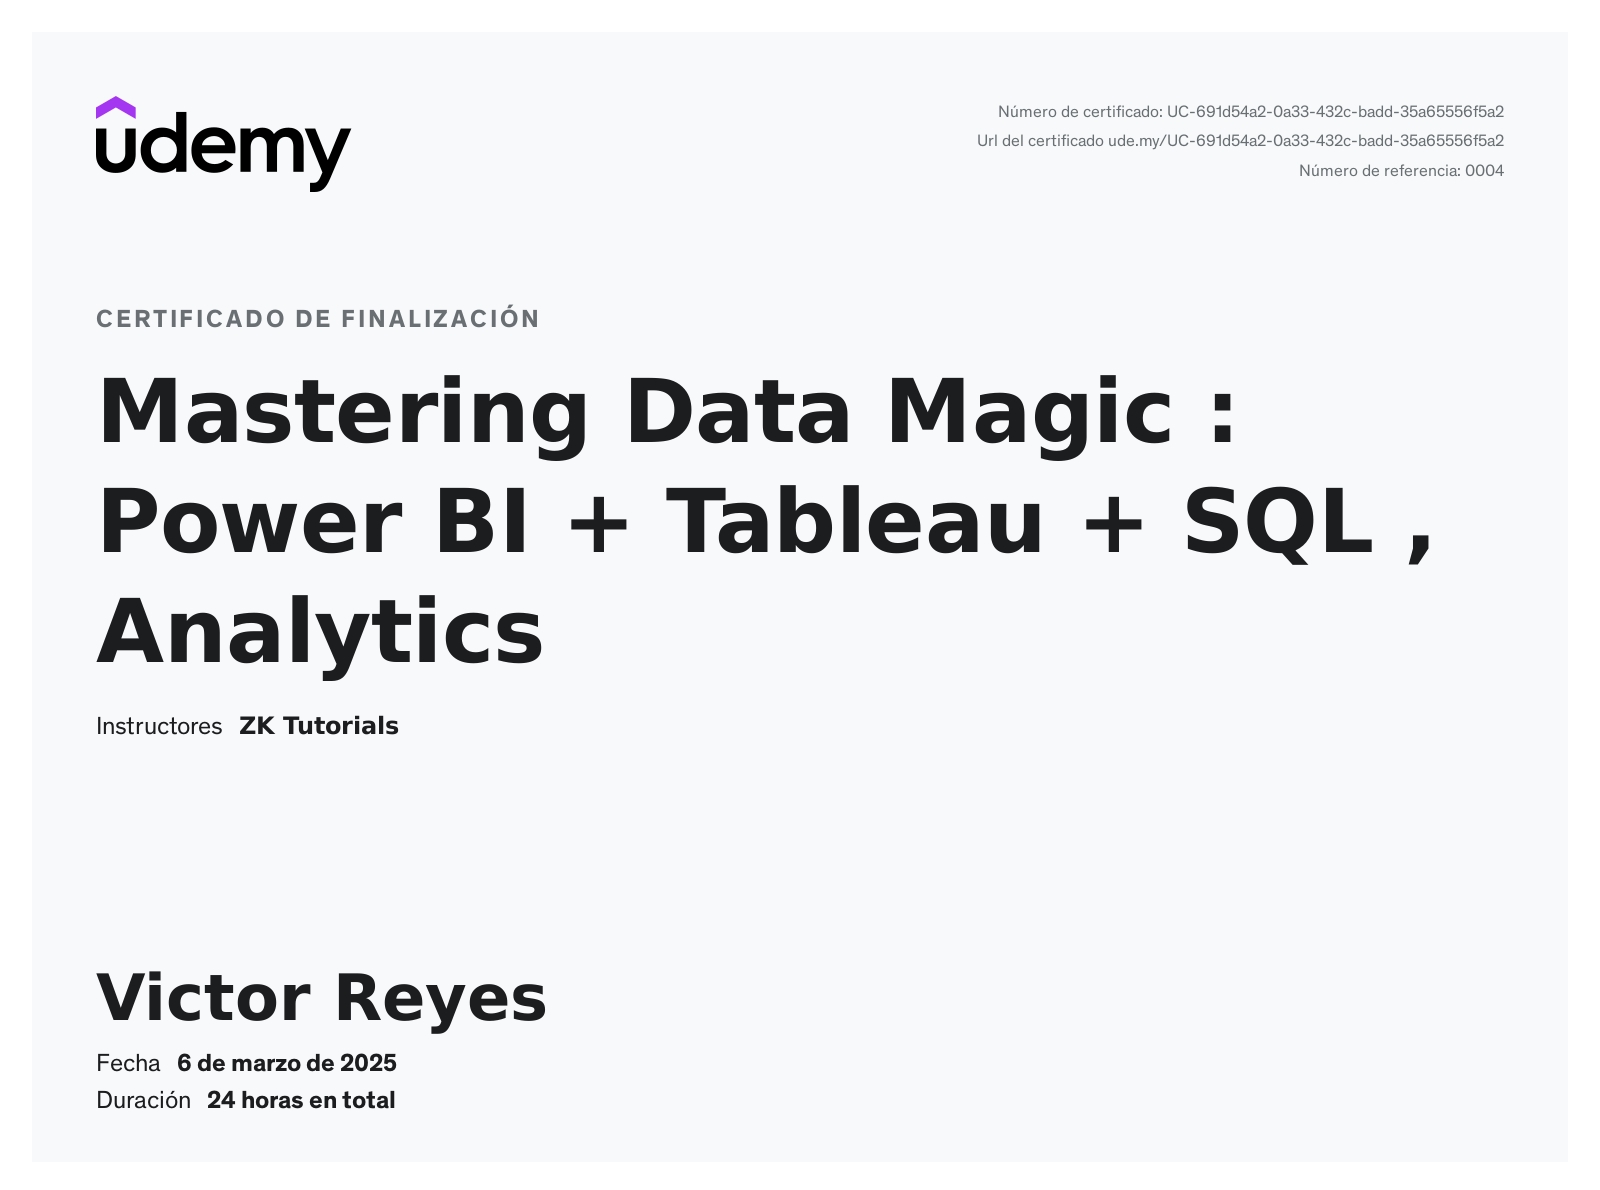 udemy
Número de certificado: UC-691d54a2-0a33-432c-badd-35a65556f5a2
Url del certificado ude.my/UC-691d54a2-0a33-432c-badd-35a65556f5a2
Número de referencia: 0004
CERTIFICADO DE FINALIZACIÓN
Mastering Data Magic :
Power BI + Tableau + SQL ,
Analytics
Instructores ZK Tutorials
Victor Reyes
Fecha 6 de marzo de 2025
Duración 24 horas en total